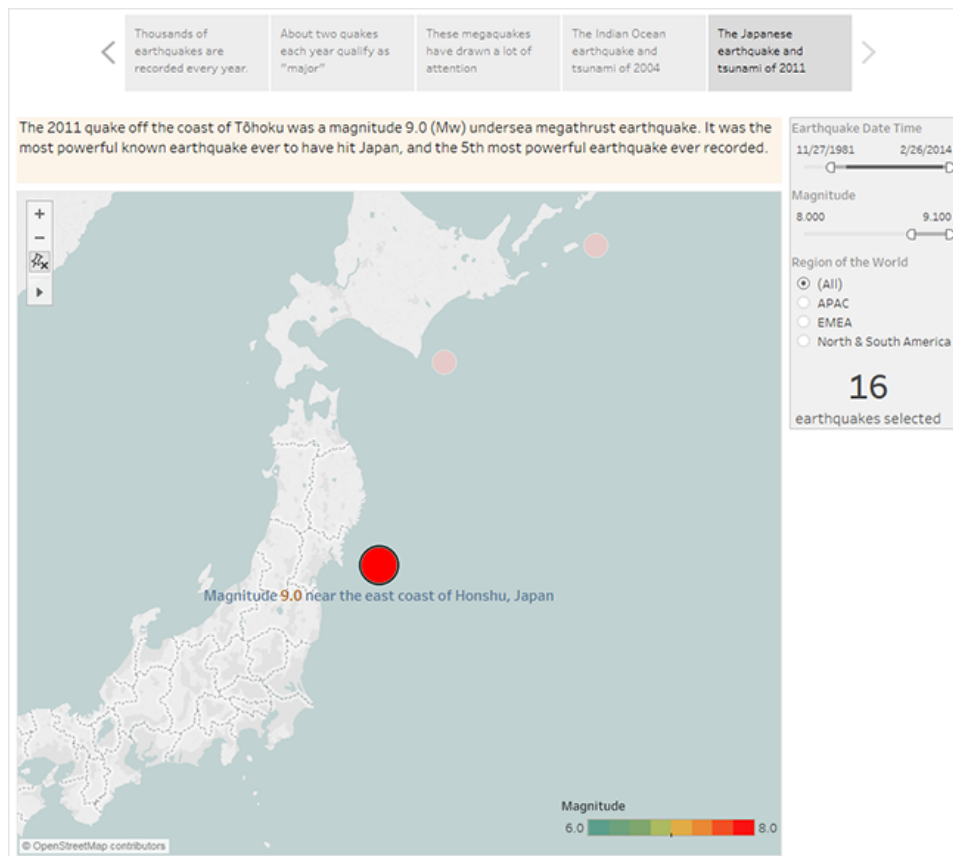 Thousands of
earthquakes are
recorded every year.
About two quakes
each year qualify as
"major"
These megaquakes
have drawn a lot of
attention
The Indian Ocean
earthquake and
tsunami of 2004
The Japanese
earthquake and
tsunami of 2011
The 2011 quake off the coast of Tōhoku was a magnitude 9.0 (Mw) undersea megathrust earthquake. It was the
most powerful known earthquake ever to have hit Japan, and the 5th most powerful earthquake ever recorded.
Earthquake Date Time
11/27/1981 2/26/2014
Magnitude
8.000 9.100
Region of the World
(All)
APAC
EMEA
North & South America
16
earthquakes selected
Magnitude 9.0 near the east coast of Honshu, Japan
Magnitude
6.0 8.0
© OpenStreetMap contributors